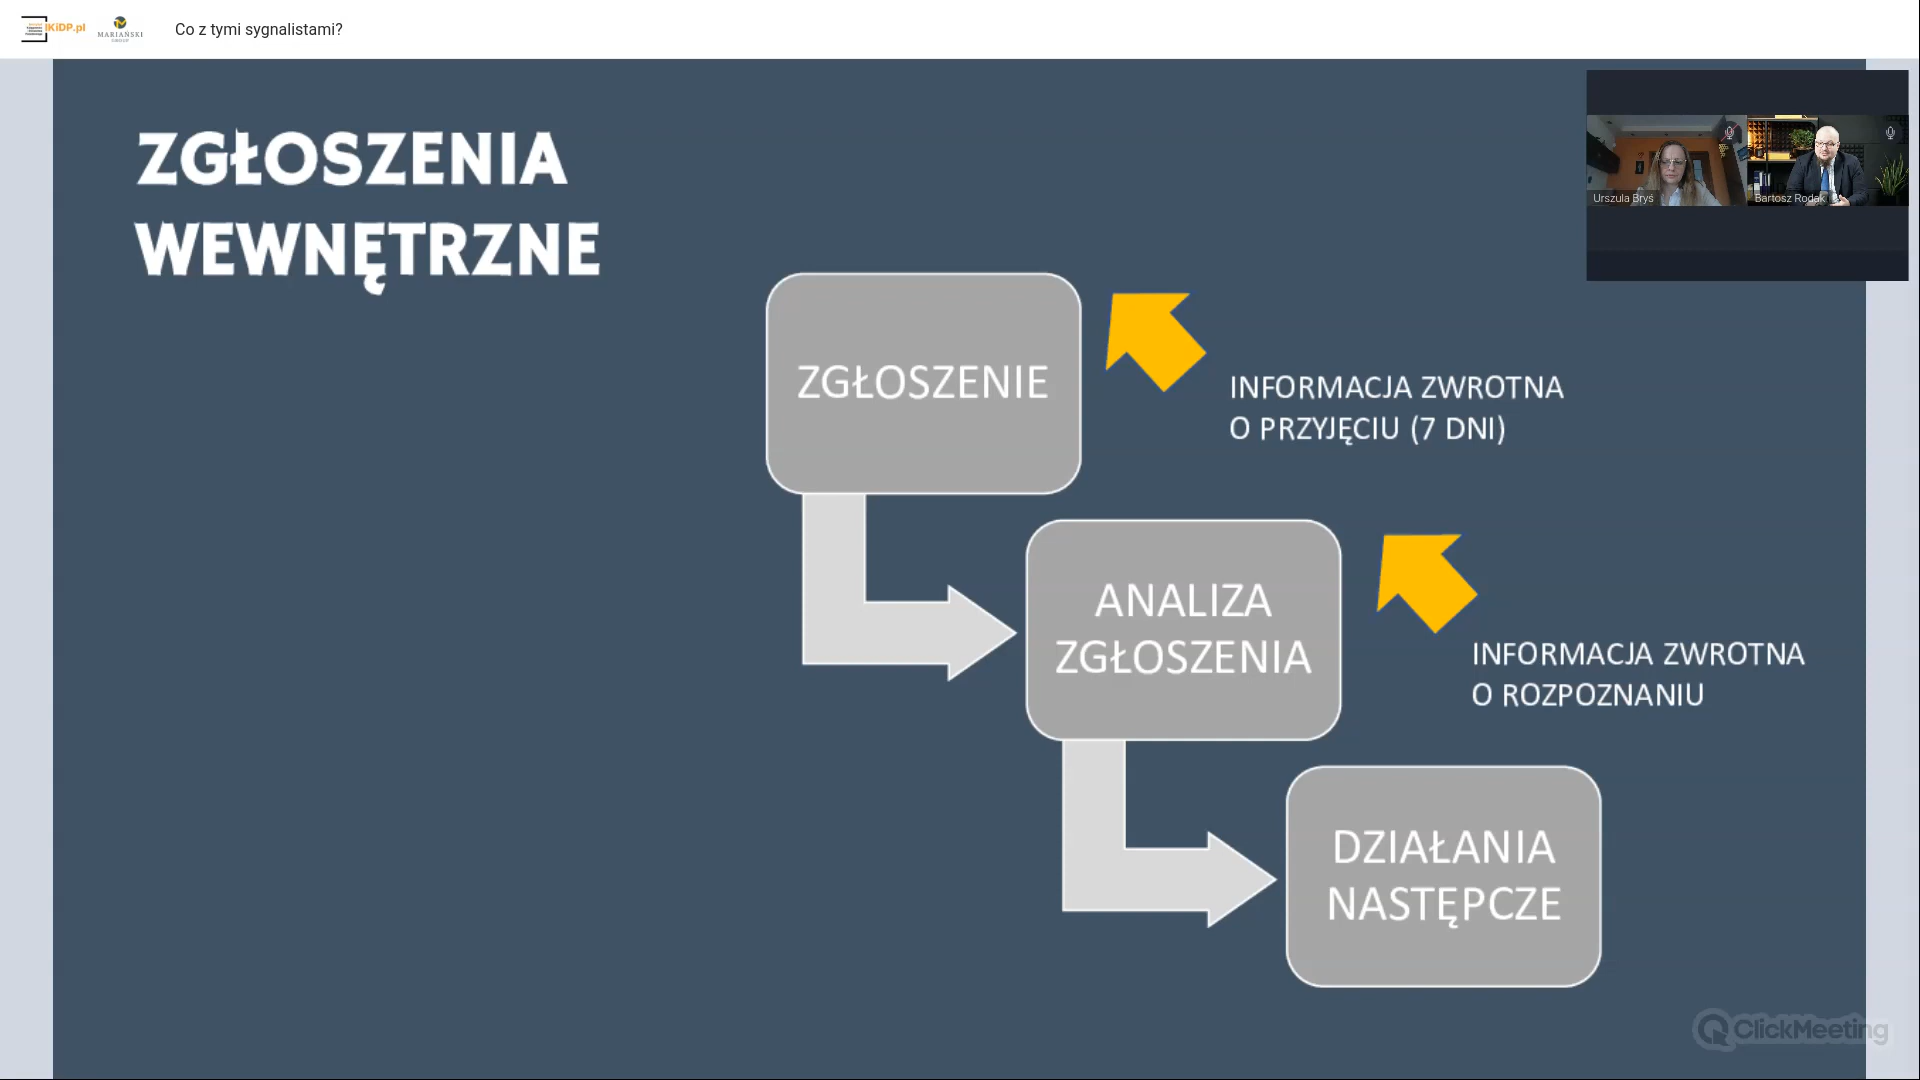 iKiDP.pl
MARIAŃSKI
GROUP
Co z tymi sygnalistami?
ZGŁOSZENIA
WEWNĘTRZNE
Urszula Bryś
Bartosz Rodak
ZGŁOSZENIE
INFORMACJA ZWROTNA
O PRZYJĘCIU (7 DNI)
ANALIZA
ZGŁOSZENIA
INFORMACJA ZWROTNA
O ROZPOZNANIU
DZIAŁANIA
NASTĘPCZE
ClickMeeting